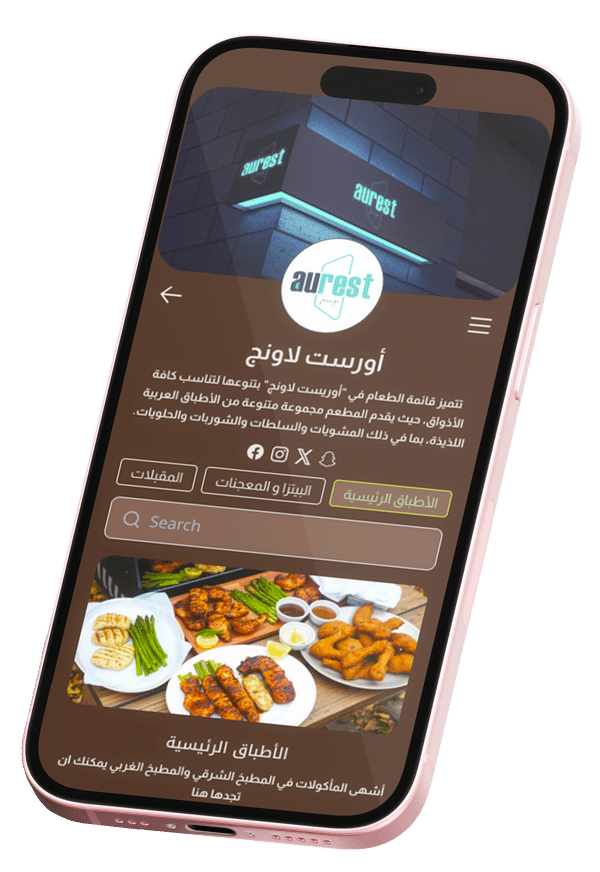 aurest
aurest
aurest
lounge
أورست لاونج
تتميز قائمة الطعام في "أوريست لاونج" بتنوعها لتناسب كافة
الأذواق، حيث يقدم المطعم مجموعة متنوعة من الأطباق العربية
اللذيذة، بما في ذلك المشويات والسلطات والشوربات والحلويات.
الأطباق الرئيسية
البيتزا و المعجنات
المقبلات
Search
الأطباق الرئيسية
أشهى المأكولات في المطبخ الشرقي والمطبخ الغربي يمكنك ان
تجدها هنا